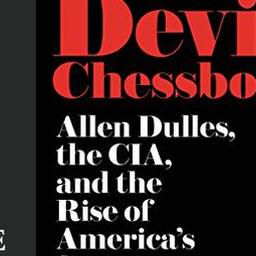 Devi
Chessbo
Allen Dulles,
the CIA,
and the
Rise of
America's
E